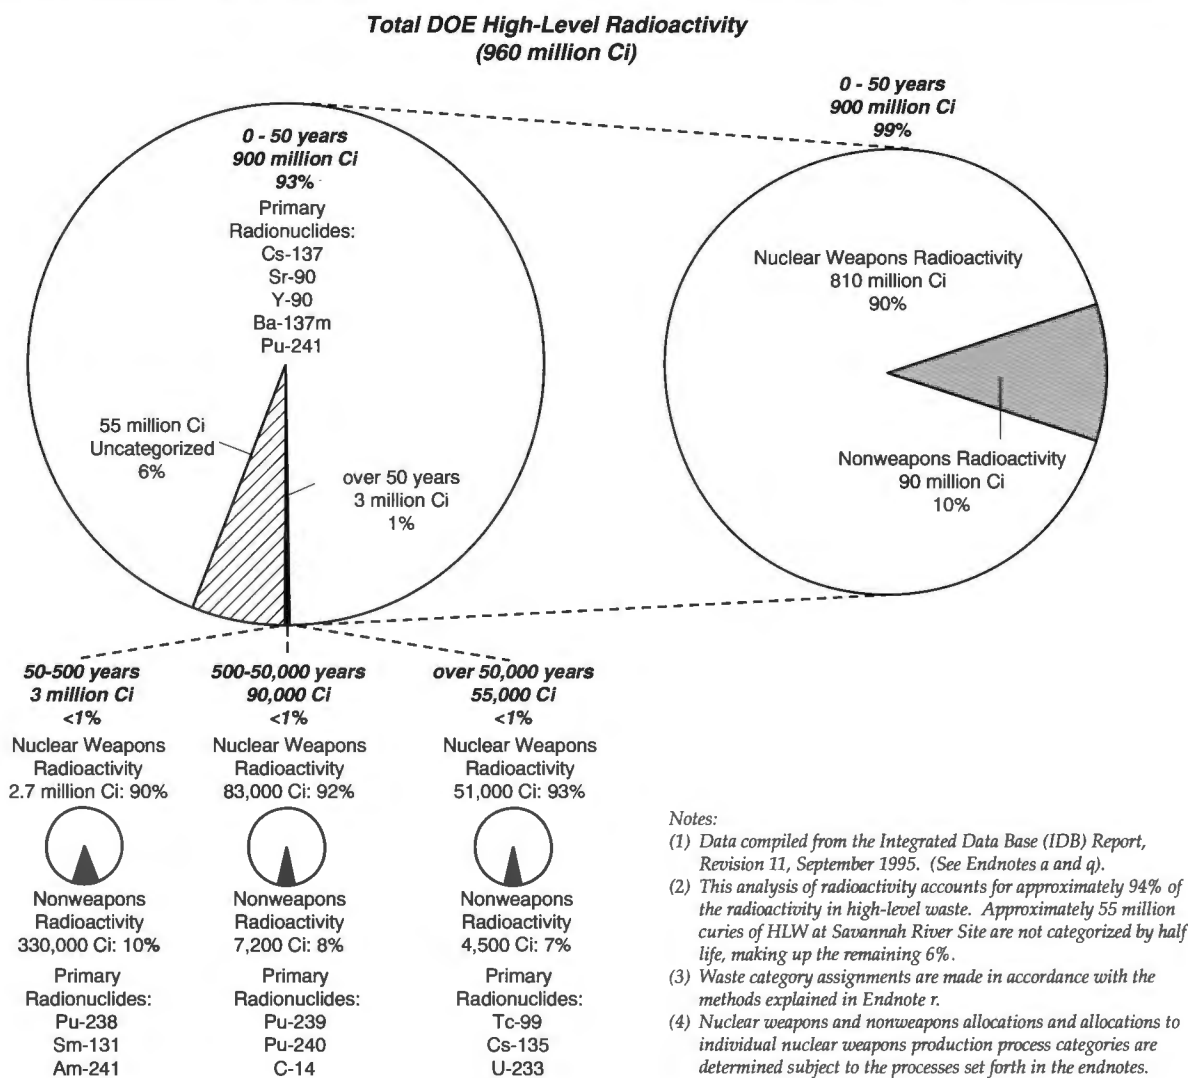 Total DOE High-Level Radioactivity
(960 million Ci)
0 - 50 years
900 million Ci
93%
Primary
Radionuclides:
Cs-137
Sr-90
Y-90
Ba-137m
Pu-241
55 million Ci
Uncategorized
6%
over 50 years
3 million Ci
1%
0 - 50 years
900 million Ci
99%
Nuclear Weapons Radioactivity
810 million Ci
90%
Nonweapons Radioactivity
90 million Ci
10%
50-500 years
3 million Ci
<1%
Nuclear Weapons
Radioactivity
2.7 million Ci: 90%
Nonweapons
Radioactivity
330,000 Ci: 10%
Primary
Radionuclides:
Pu-238
Sm-131
Am-241
500-50,000 years
90,000 Ci
<1%
Nuclear Weapons
Radioactivity
83,000 Ci: 92%
Nonweapons
Radioactivity
7,200 Ci: 8%
Primary
Radionuclides:
Pu-239
Pu-240
C-14
over 50,000 years
55,000 Ci
<1%
Nuclear Weapons
Radioactivity
51,000 Ci: 93%
Nonweapons
Radioactivity
4,500 Ci: 7%
Primary
Radionuclides:
Tc-99
Cs-135
U-233
Notes:
(1) Data compiled from the Integrated Data Base (IDB) Report,
Revision 11, September 1995. (See Endnotes a and q).
(2) This analysis of radioactivity accounts for approximately 94% of
the radioactivity in high-level waste. Approximately 55 million
curies of HLW at Savannah River Site are not categorized by half
life, making up the remaining 6%.
(3) Waste category assignments are made in accordance with the
methods explained in Endnote r.
(4) Nuclear weapons and nonweapons allocations and allocations to
individual nuclear weapons production process categories are
determined subject to the processes set forth in the endnotes.